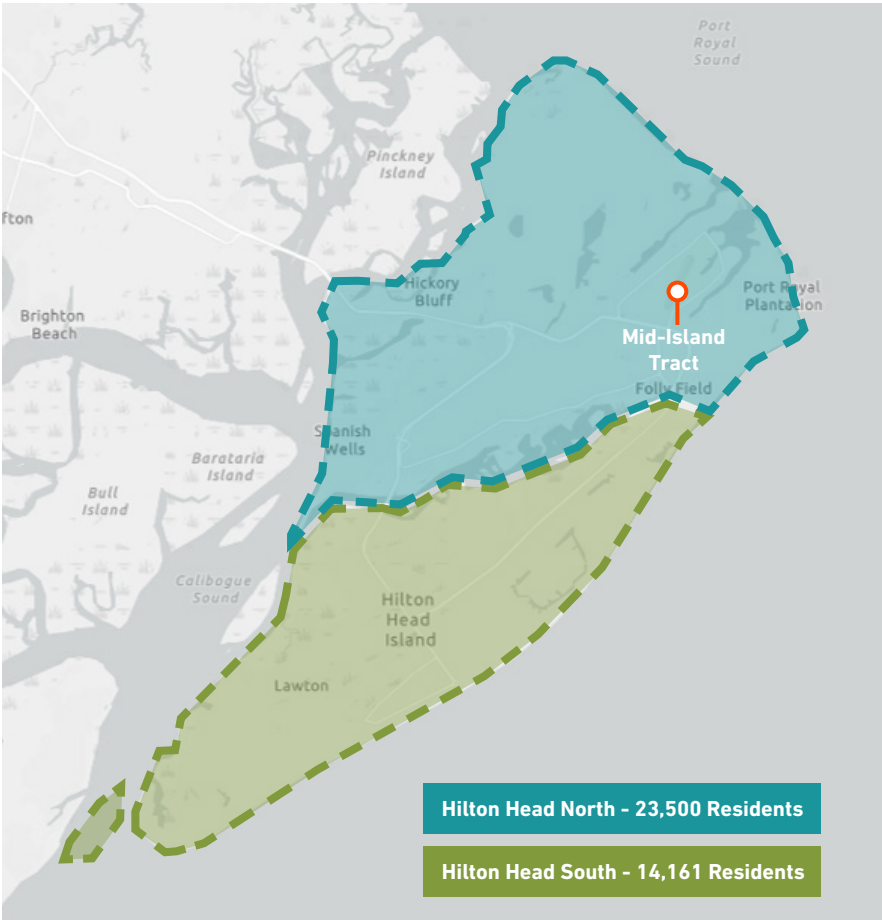 Port
Royal
Sound
Pinckney
Island
fton
Hickory
Bluff
Port Royal
Plantation
Brighton
Beach
Mid-Island
Tract
Folly Field
Spanish
Wells
Barataria
Island
Bull
Island
Calibogue
Sound
Hilton
Head
Island
Lawton
Hilton Head North - 23,500 Residents
Hilton Head South - 14,161 Residents